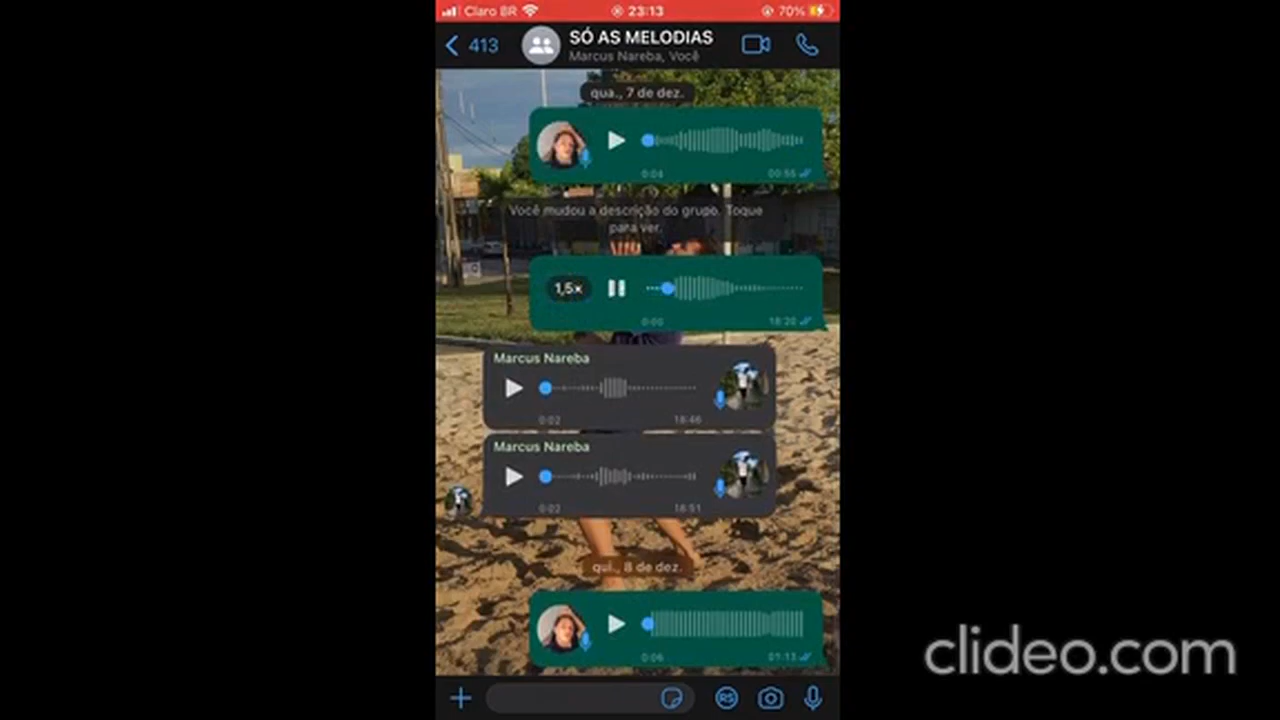 Claro BR
23:13
70%
413
SÓ AS MELODIAS
Marcus Nareba, Você
qua., 7 de dez.
0:04
00:55
Você mudou a descrição do grupo. Toque
para ver.
1,5×
0:00
18:20
Marcus Nareba
0:02
18:46
Marcus Nareba
0:02
18:51
qui., 8 de dez.
0:06
01:13
clideo.com